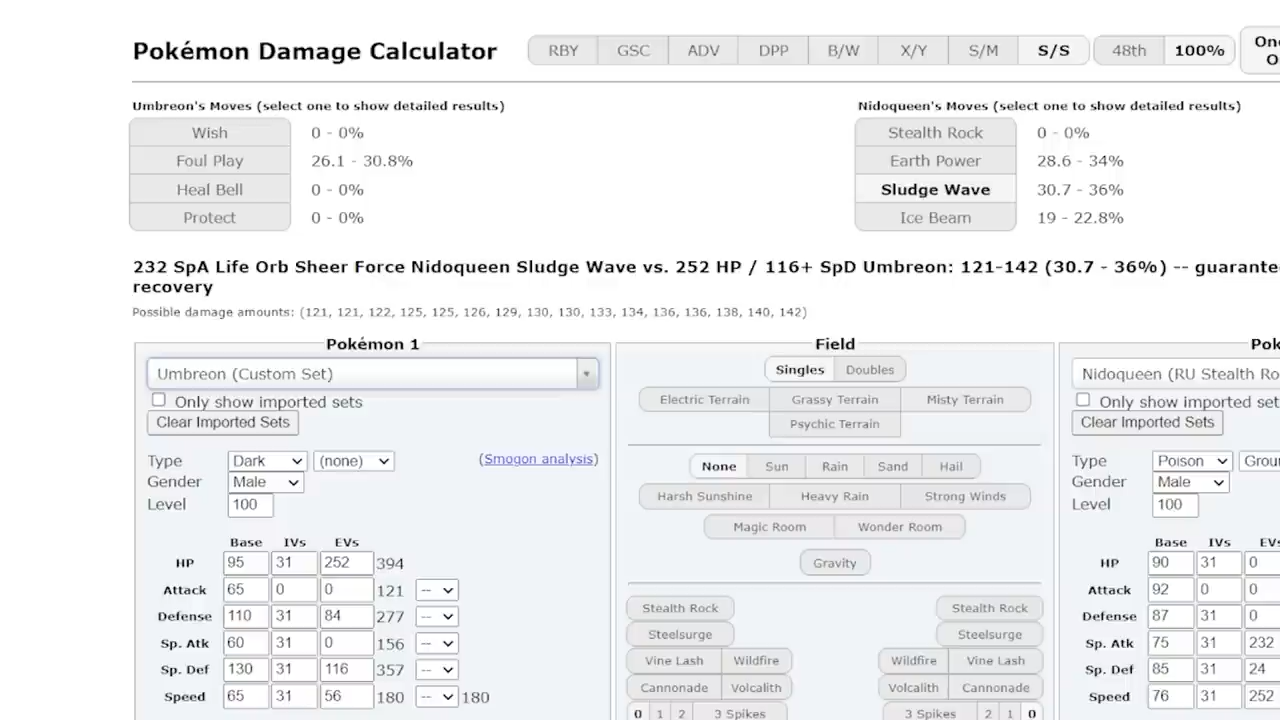 Pokémon Damage Calculator RBY GSC ADV DPP B/W X/Y S/M S/S 48th 100% One
O
Umbreon's Moves (select one to show detailed results) Nidoqueen's Moves (select one to show detailed results)
Wish 0 - 0% Stealth Rock 0 - 0%
Foul Play 26.1 - 30.8% Earth Power 28.6 - 34%
Heal Bell 0 - 0% Sludge Wave 30.7 - 36%
Protect 0 - 0% Ice Beam 19 - 22.8%
232 SpA Life Orb Sheer Force Nidoqueen Sludge Wave vs. 252 HP / 116+ SpD Umbreon: 121-142 (30.7 - 36%) -- guarante
recovery
Possible damage amounts: (121, 121, 122, 125, 125, 126, 129, 130, 130, 133, 134, 136, 136, 138, 140, 142)
Pokémon 1 Field Pok
Umbreon (Custom Set) Singles Doubles Nidoqueen (RU Stealth Ro
Only show imported sets Electric Terrain Grassy Terrain Misty Terrain Only show imported set
Clear Imported Sets Psychic Terrain Clear Imported Sets
Type Dark (none) (Smogon analysis) None Sun Rain Sand Hail Type Poison Groun
Gender Male Gender Male
Level 100 Harsh Sunshine Heavy Rain Strong Winds Level 100
Magic Room Wonder Room
Base IVs EVs Base IVs EVs
HP 95 31 252 394 Gravity HP 90 31 0
Attack 65 0 0 121 -- Attack 92 0 0
Defense 110 31 84 277 -- Stealth Rock Stealth Rock Defense 87 31 0
Sp. Atk 60 31 0 156 -- Steelsurge Steelsurge Sp. Atk 75 31 232
Sp. Def 130 31 116 357 -- Vine Lash Wildfire Wildfire Vine Lash Sp. Def 85 31 24
Speed 65 31 56 180 -- 180 Cannonade Volcalith Volcalith Cannonade Speed 76 31 252
0 1 2 3 Spikes 3 Spikes 2 1 0